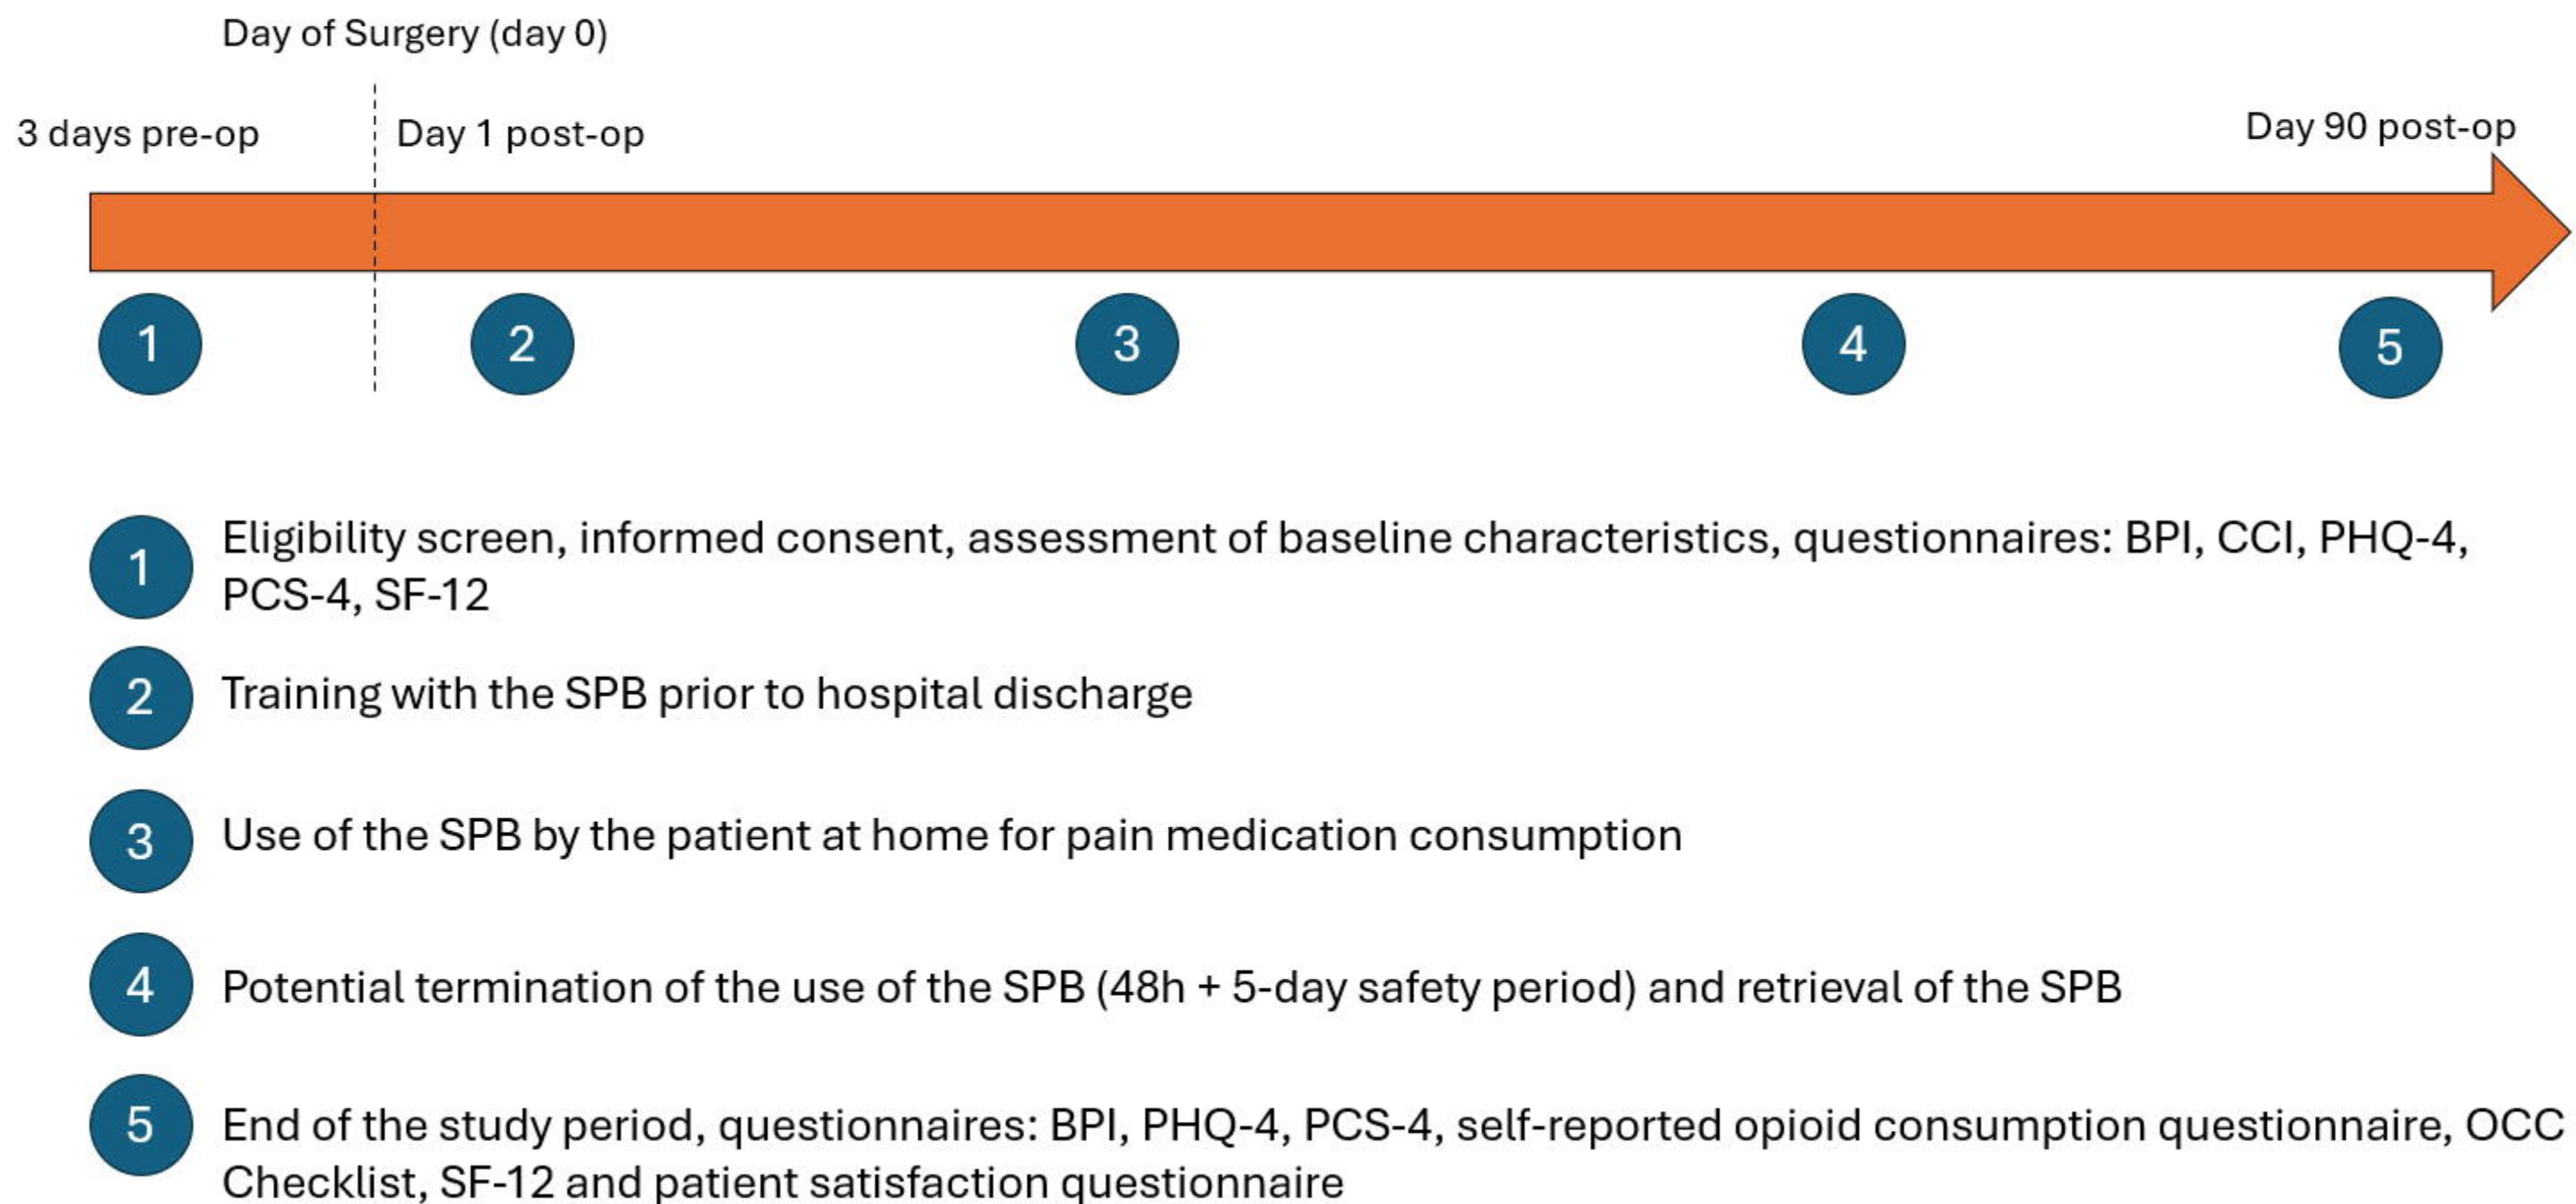 Day of Surgery (day 0)
3 days pre-op
Day 1 post-op
Day 90 post-op
1
2
3
4
5
1
Eligibility screen, informed consent, assessment of baseline characteristics, questionnaires: BPI, CCI, PHQ-4,
PCS-4, SF-12
2
Training with the SPB prior to hospital discharge
3
Use of the SPB by the patient at home for pain medication consumption
4
Potential termination of the use of the SPB (48h + 5-day safety period) and retrieval of the SPB
5
End of the study period, questionnaires: BPI, PHQ-4, PCS-4, self-reported opioid consumption questionnaire, OCC
Checklist, SF-12 and patient satisfaction questionnaire